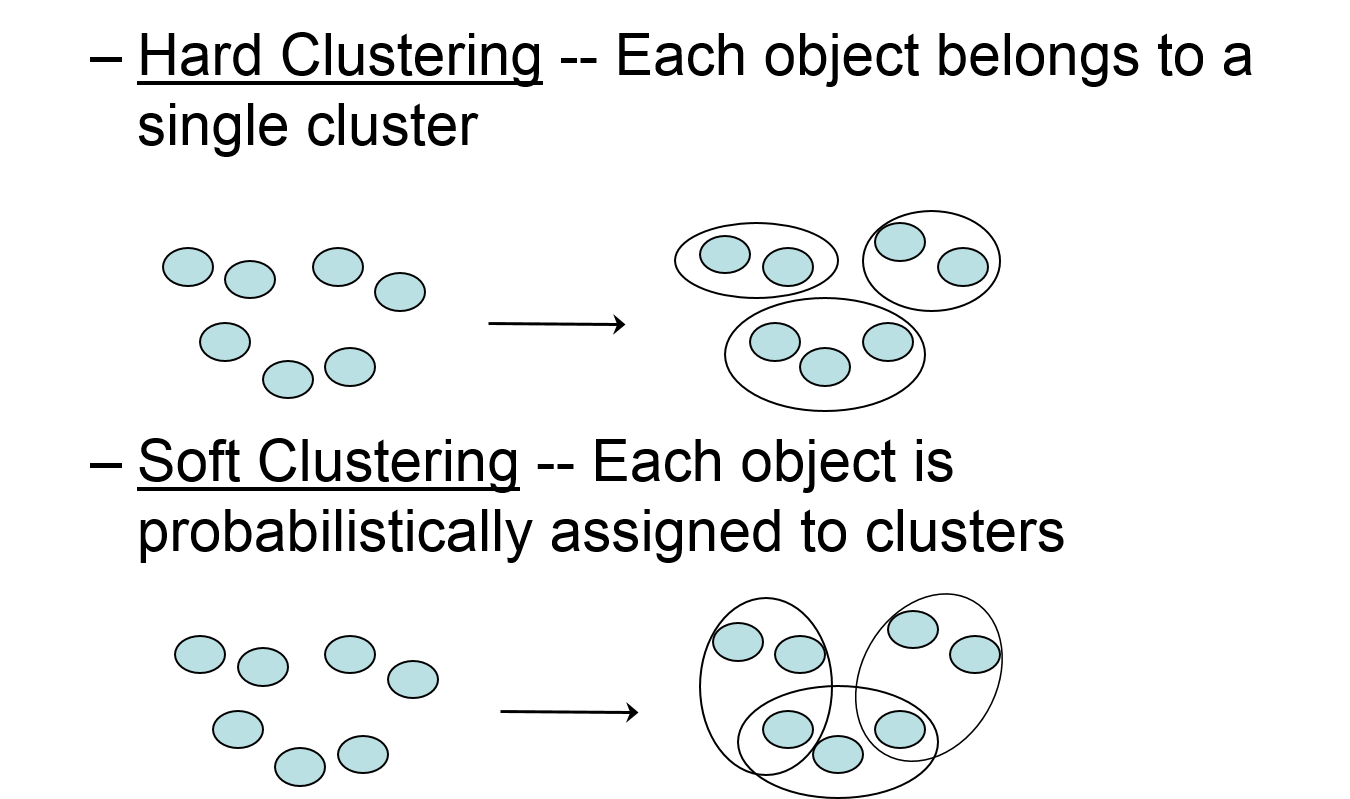 – Hard Clustering -- Each object belongs to a
single cluster
– Soft Clustering -- Each object is
probabilistically assigned to clusters